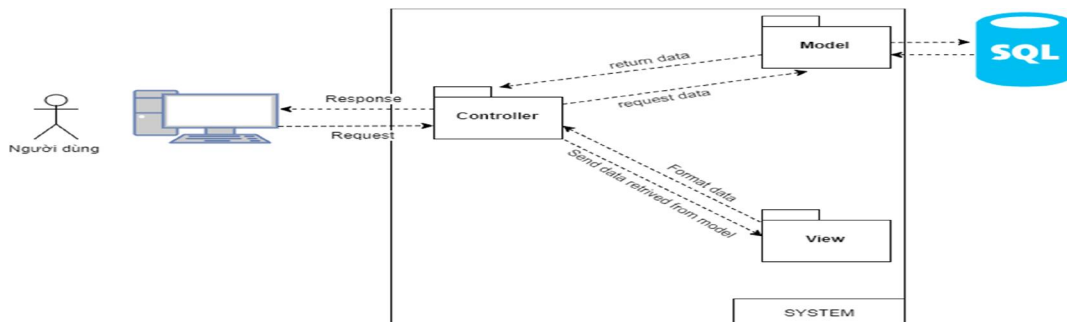 Model
SQL
return data
request data
Response
Controller
Request
Người dùng
Format data
Send data retrived from model
View
SYSTEM